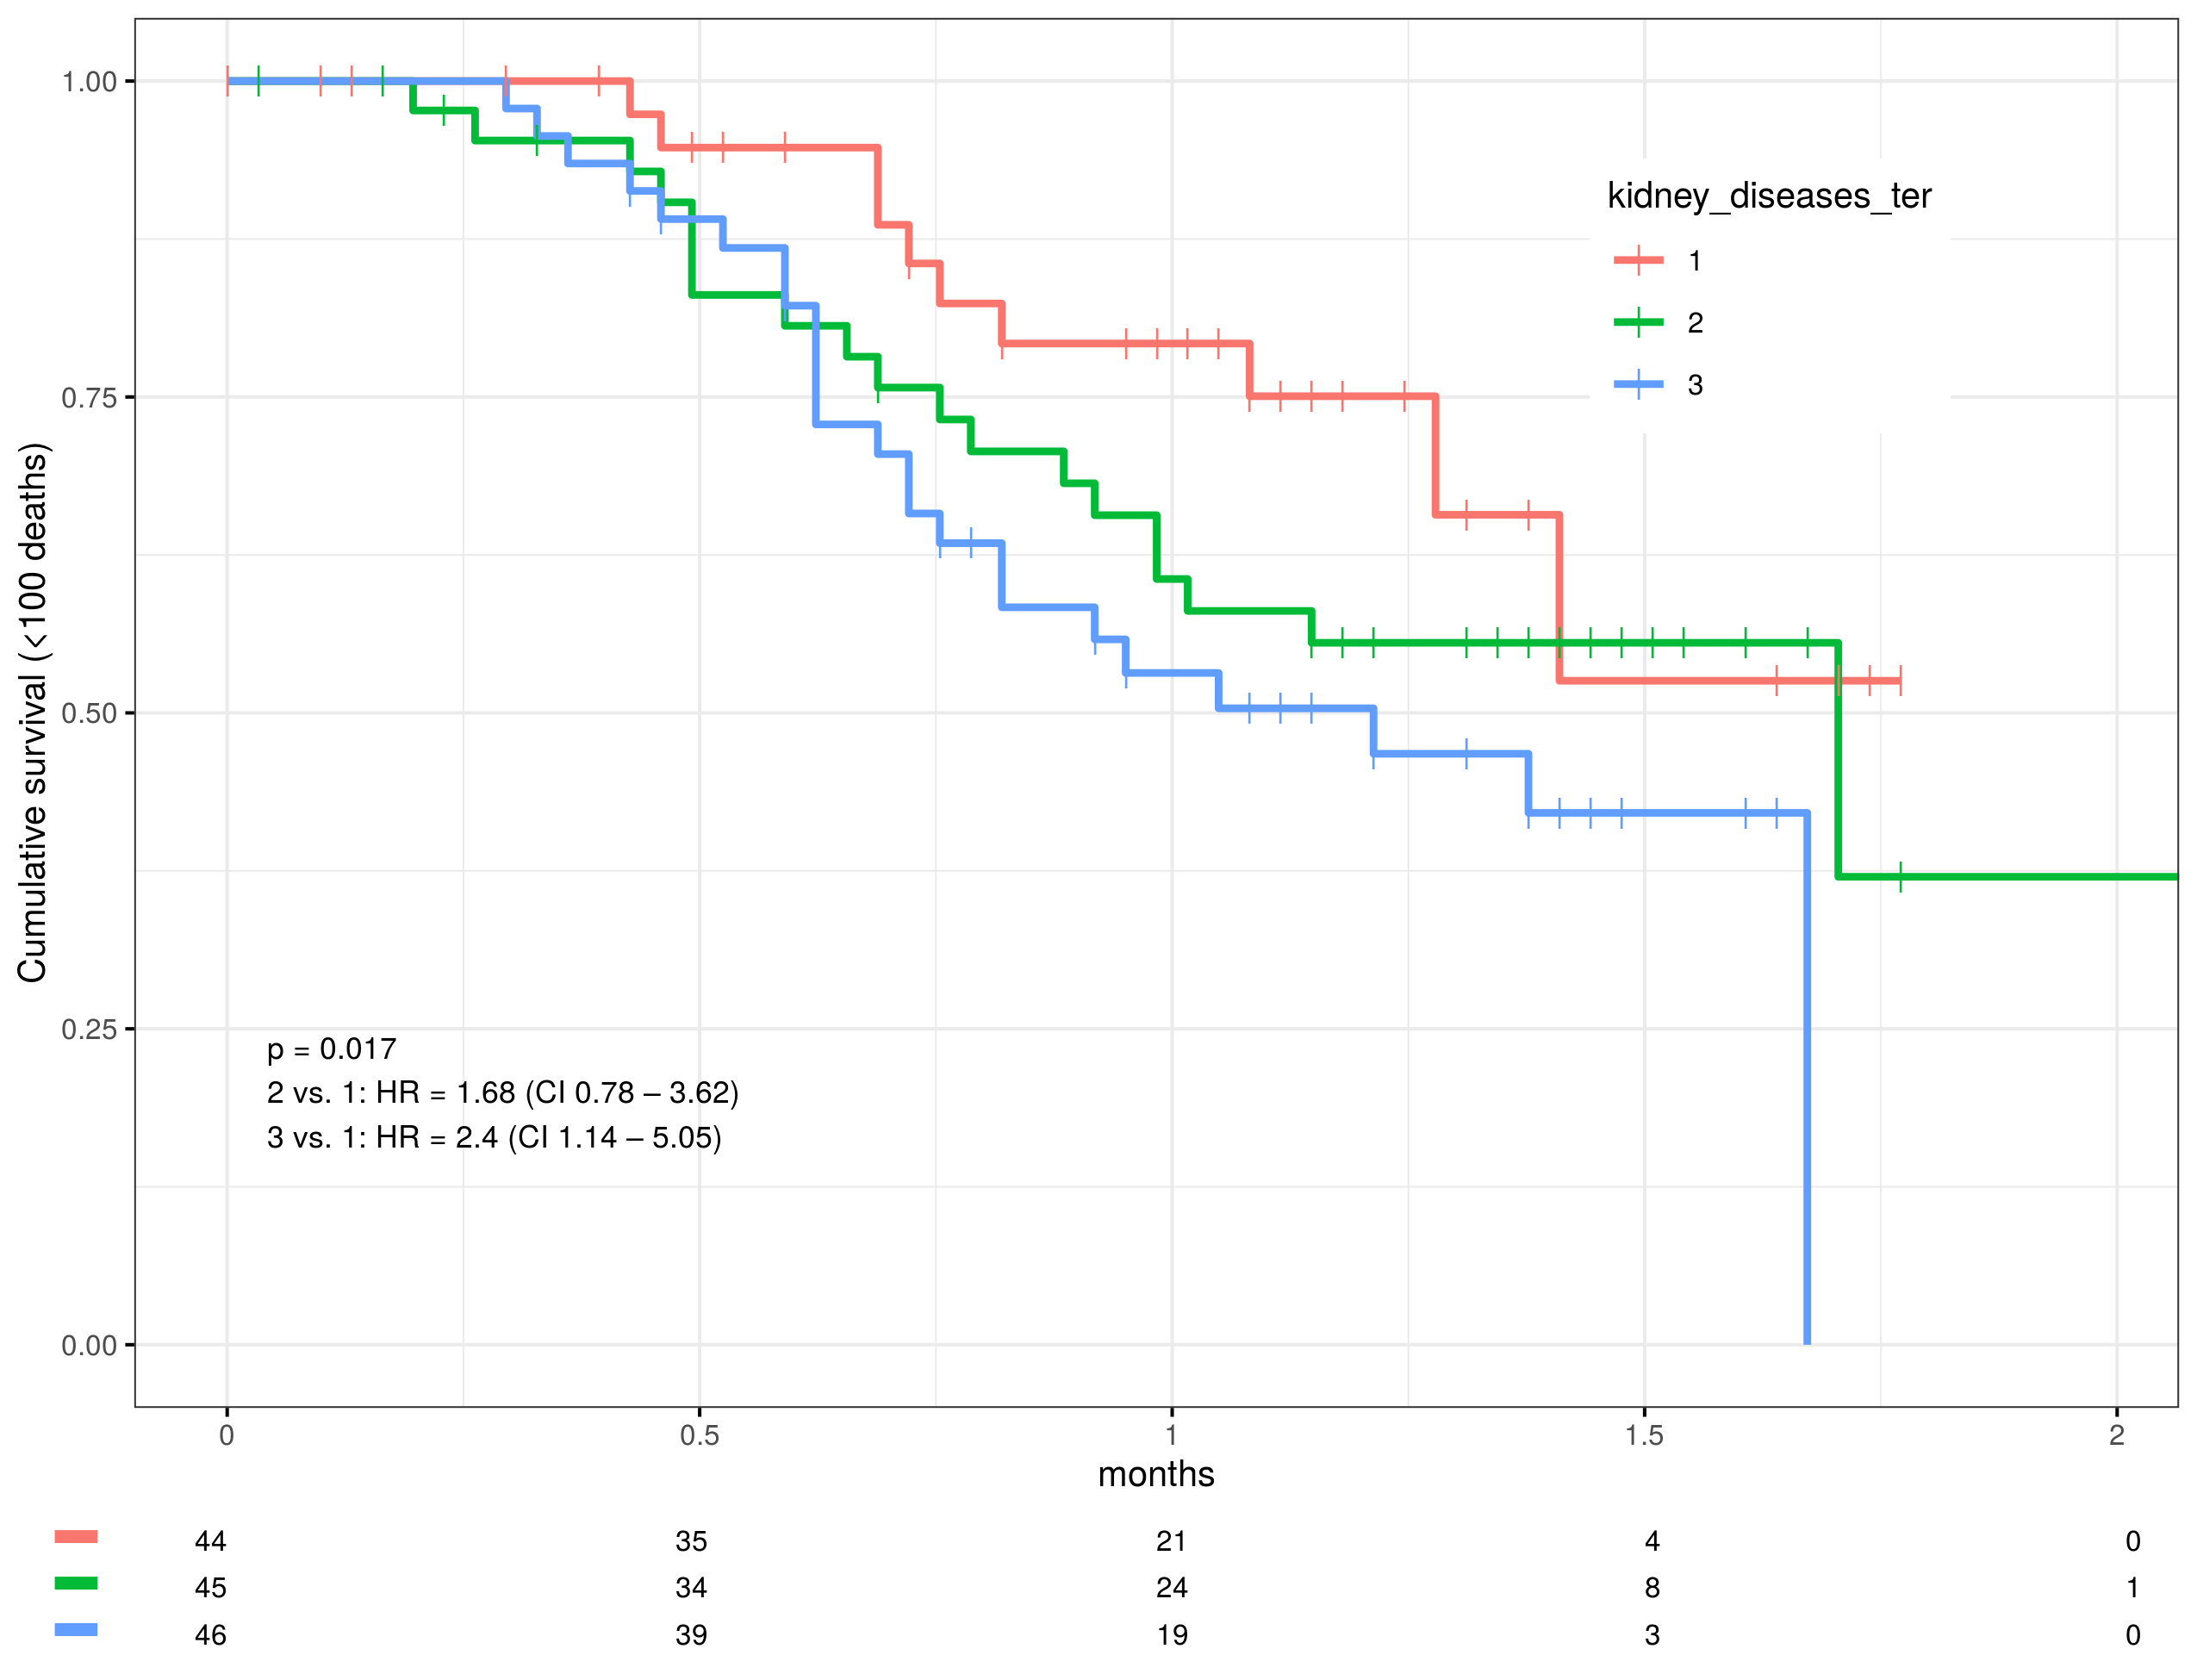 kidney_diseases_ter
1
2
3
Cumulative survival (<100 deaths)
1.00
0.75
0.50
0.25
0.00
p = 0.017
2 vs. 1: HR = 1.68 (CI 0.78 – 3.62)
3 vs. 1: HR = 2.4 (CI 1.14 – 5.05)
0 0.5 1 1.5 2
months
44 35 21 4 0
45 34 24 8 1
46 39 19 3 0